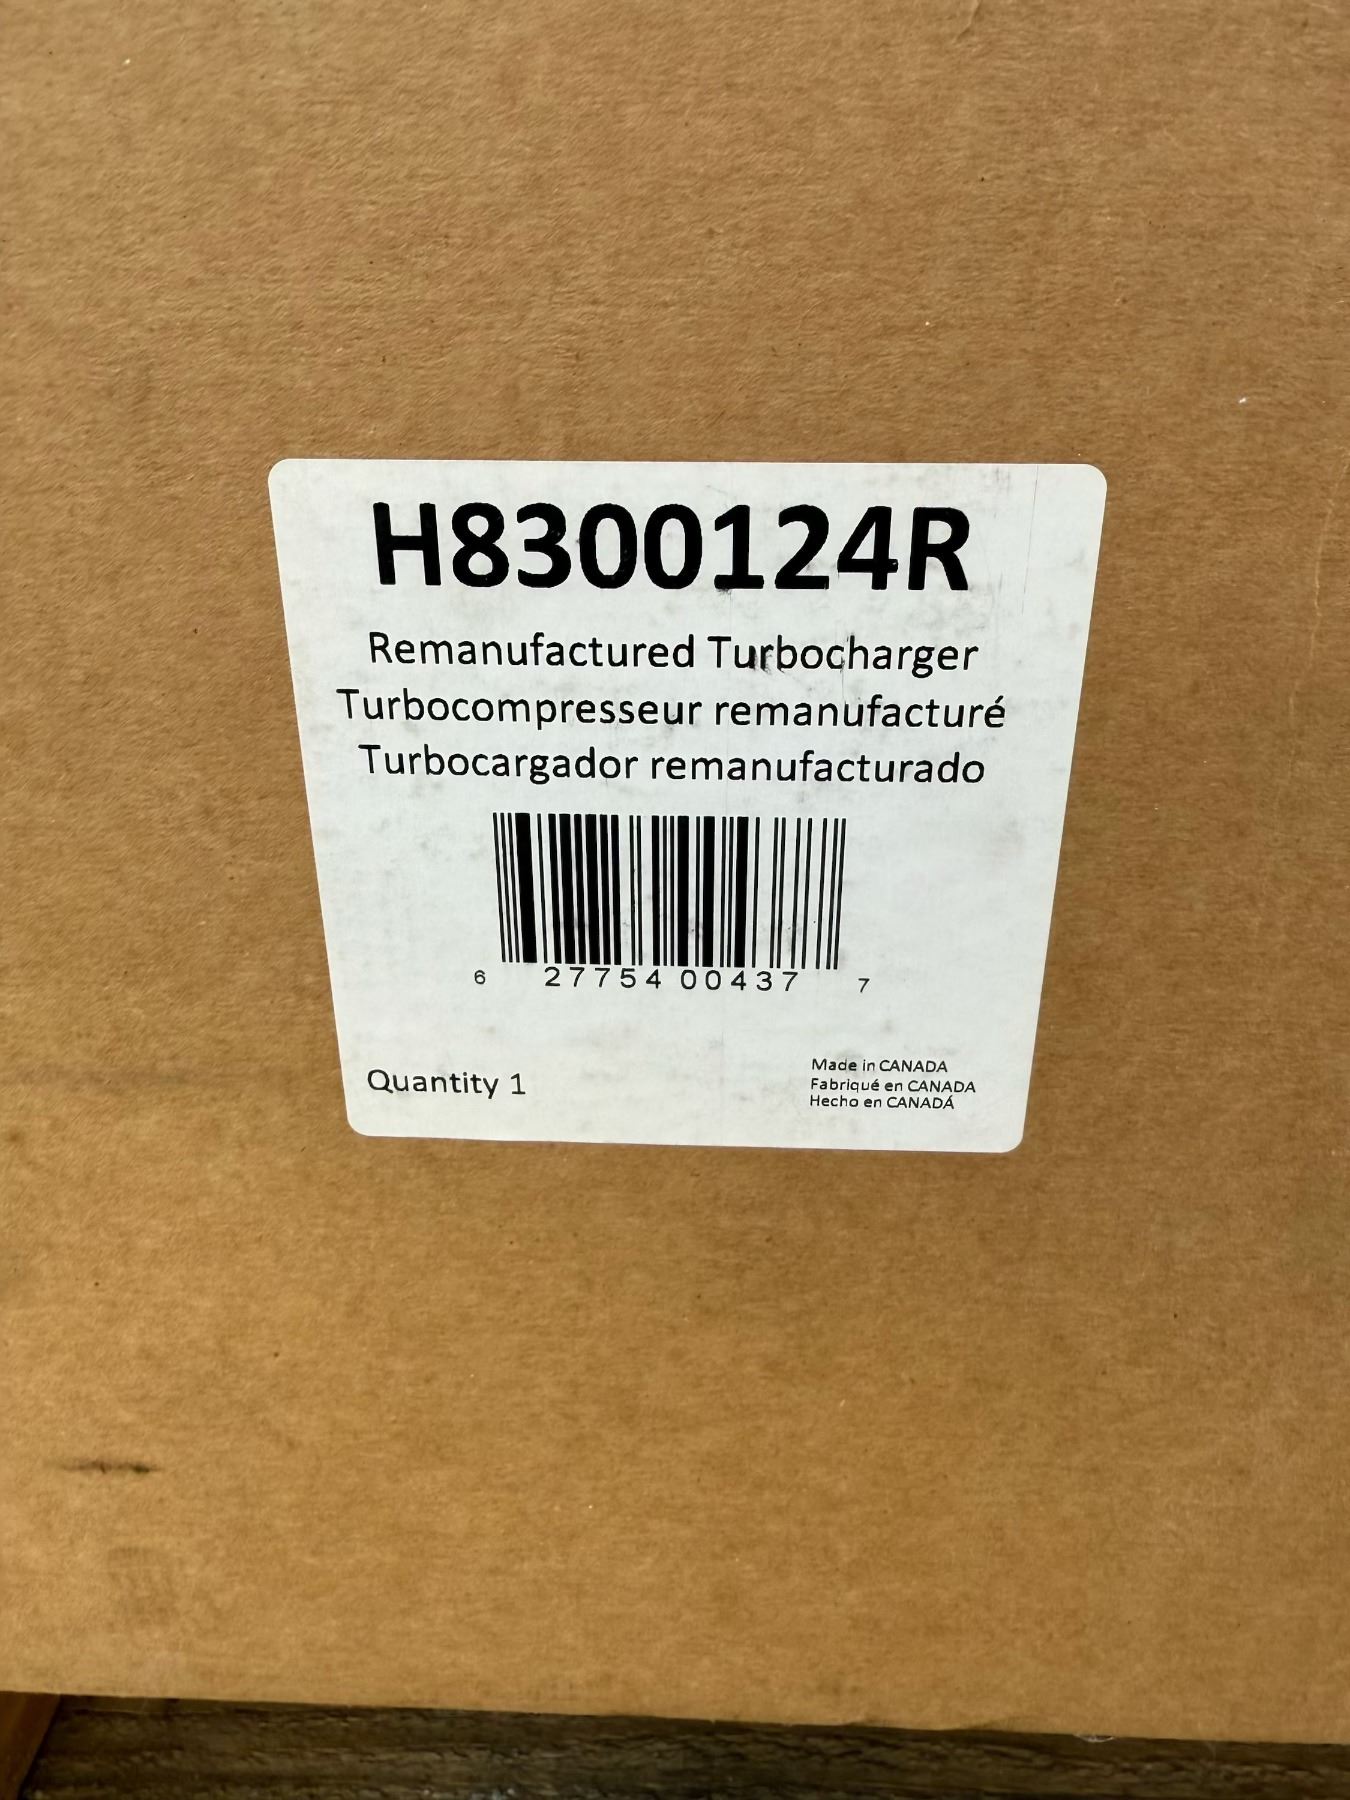 H8300124R
Remanufactured Turbocharger
Turbocompresseur remanufacturé
Turbocargador remanufacturado
6 27754 00437 7
Quantity 1
Made in CANADA
Fabriqué en CANADA
Hecho en CANADÁ